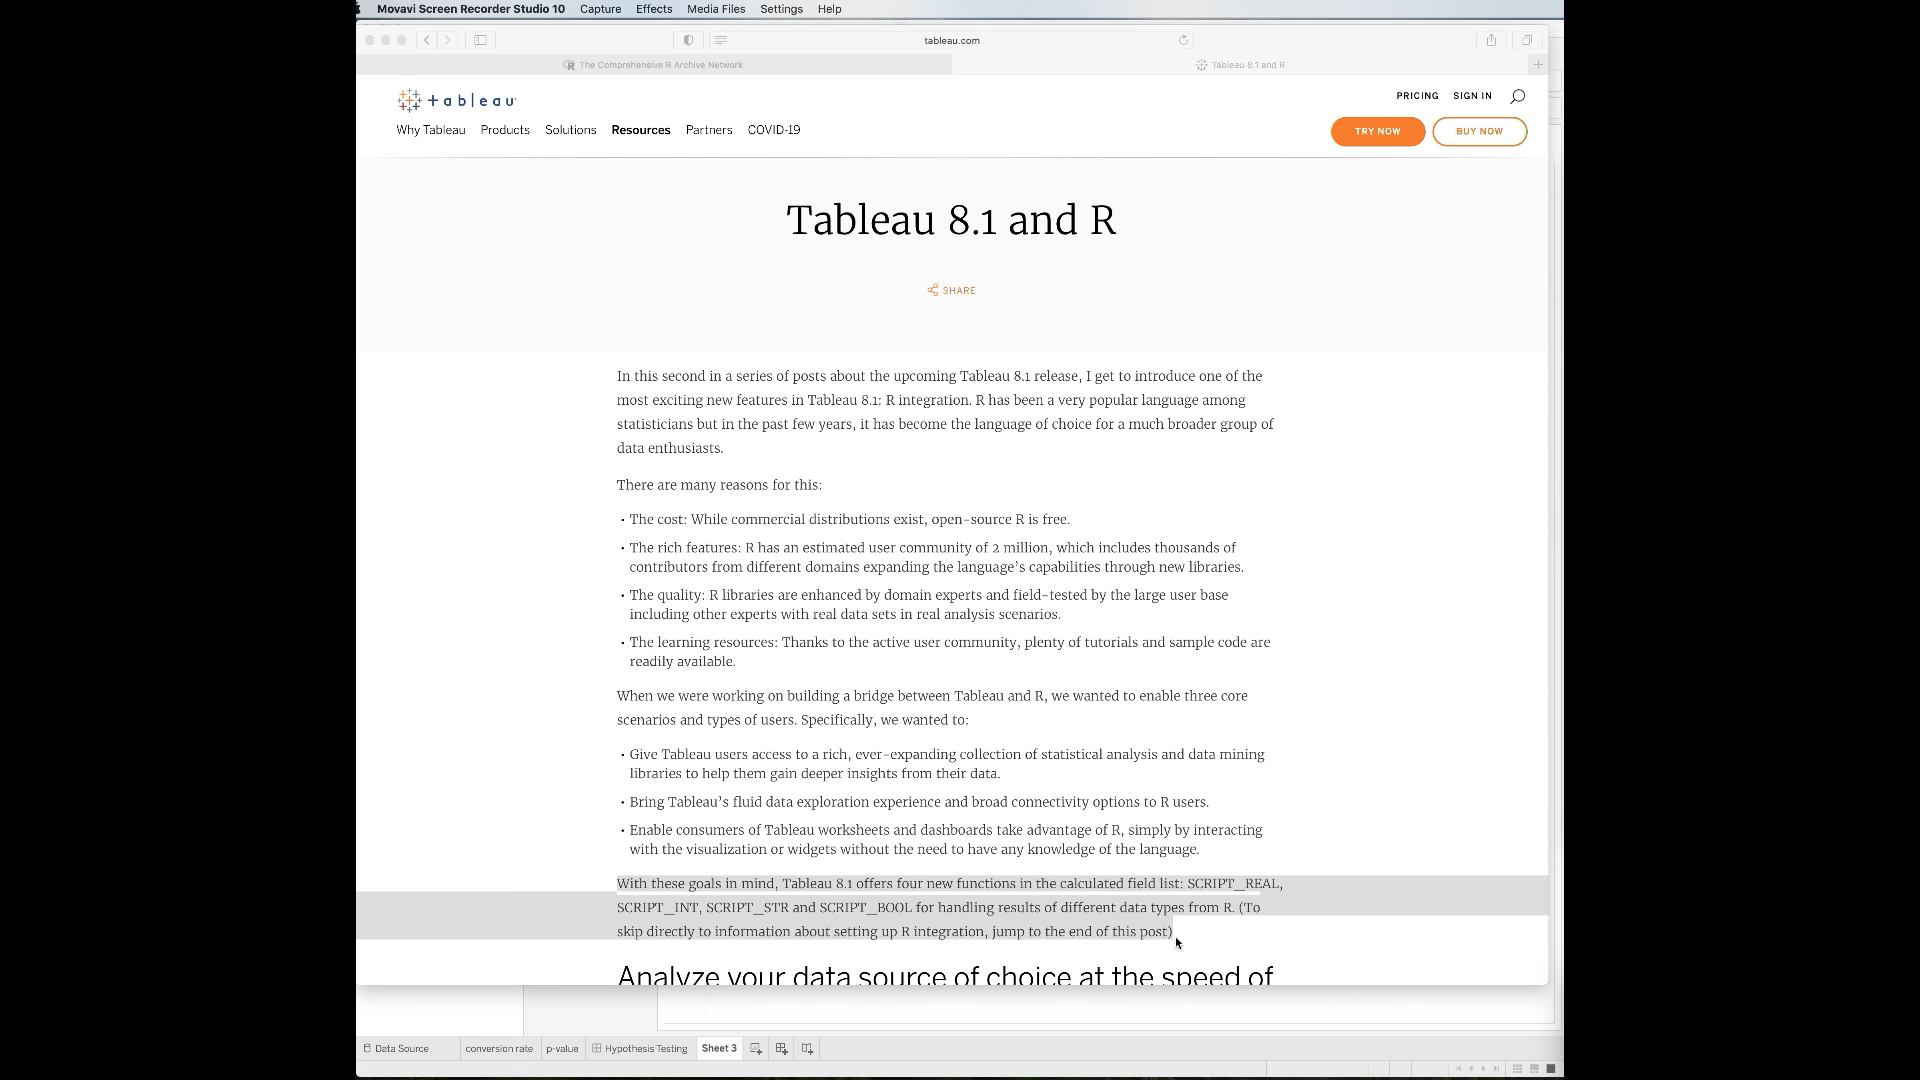 Movavi Screen Recorder Studio 10 Capture Effects Media Files Settings Help
tableau.com
The Comprehensive R Archive Network
Tableau 8.1 and R
+ableau
PRICING SIGN IN
Why Tableau Products Solutions Resources Partners COVID-19
TRY NOW BUY NOW
Tableau 8.1 and R
SHARE
In this second in a series of posts about the upcoming Tableau 8.1 release, I get to introduce one of the
most exciting new features in Tableau 8.1: R integration. R has been a very popular language among
statisticians but in the past few years, it has become the language of choice for a much broader group of
data enthusiasts.
There are many reasons for this:
• The cost: While commercial distributions exist, open-source R is free.
• The rich features: R has an estimated user community of 2 million, which includes thousands of
contributors from different domains expanding the language's capabilities through new libraries.
• The quality: R libraries are enhanced by domain experts and field-tested by the large user base
including other experts with real data sets in real analysis scenarios.
• The learning resources: Thanks to the active user community, plenty of tutorials and sample code are
readily available.
When we were working on building a bridge between Tableau and R, we wanted to enable three core
scenarios and types of users. Specifically, we wanted to:
• Give Tableau users access to a rich, ever-expanding collection of statistical analysis and data mining
libraries to help them gain deeper insights from their data.
• Bring Tableau's fluid data exploration experience and broad connectivity options to R users.
• Enable consumers of Tableau worksheets and dashboards take advantage of R, simply by interacting
with the visualization or widgets without the need to have any knowledge of the language.
With these goals in mind, Tableau 8.1 offers four new functions in the calculated field list: SCRIPT_REAL,
SCRIPT_INT, SCRIPT_STR and SCRIPT_BOOL for handling results of different data types from R. (To
skip directly to information about setting up R integration, jump to the end of this post)
Analyze your data source of choice at the speed of
Data Source conversion rate p-value Hypothesis Testing Sheet 3